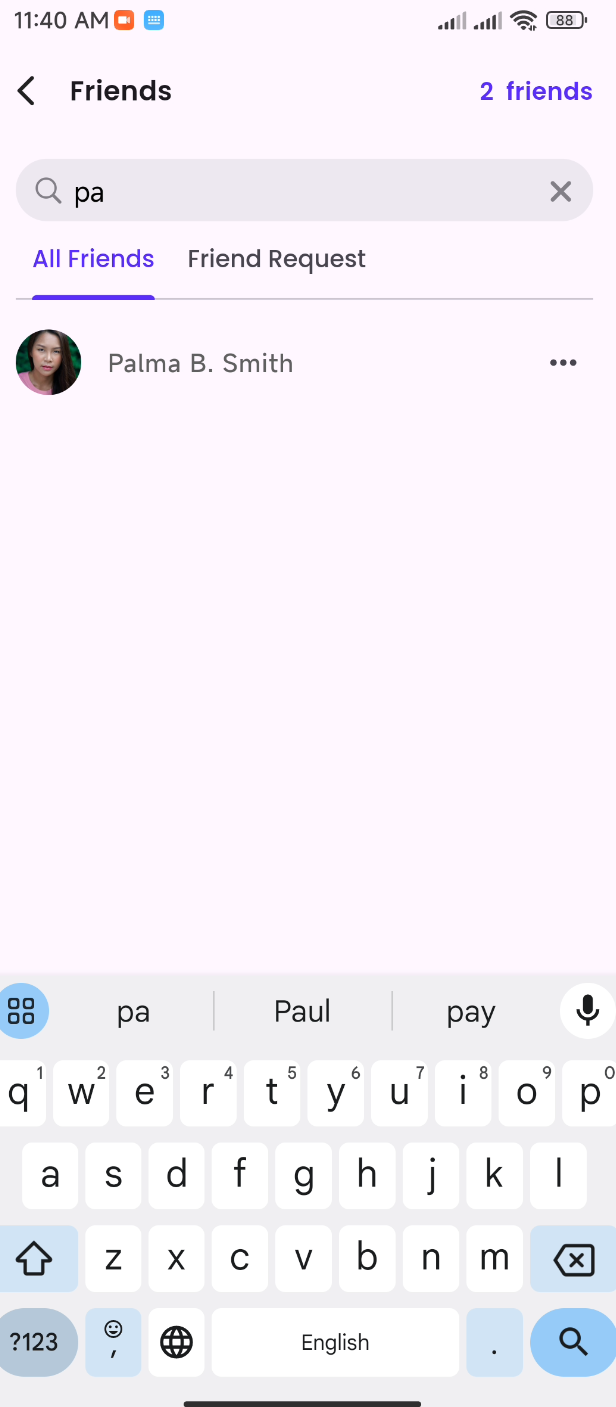 11:40 AM 88
Friends 2 friends
pa
All Friends Friend Request
Palma B. Smith
pa Paul pay
q1 w2 e3 r4 t5 y6 u7 i8 o9 p0
a s d f g h j k l
z x c v b n m
?123 , English .